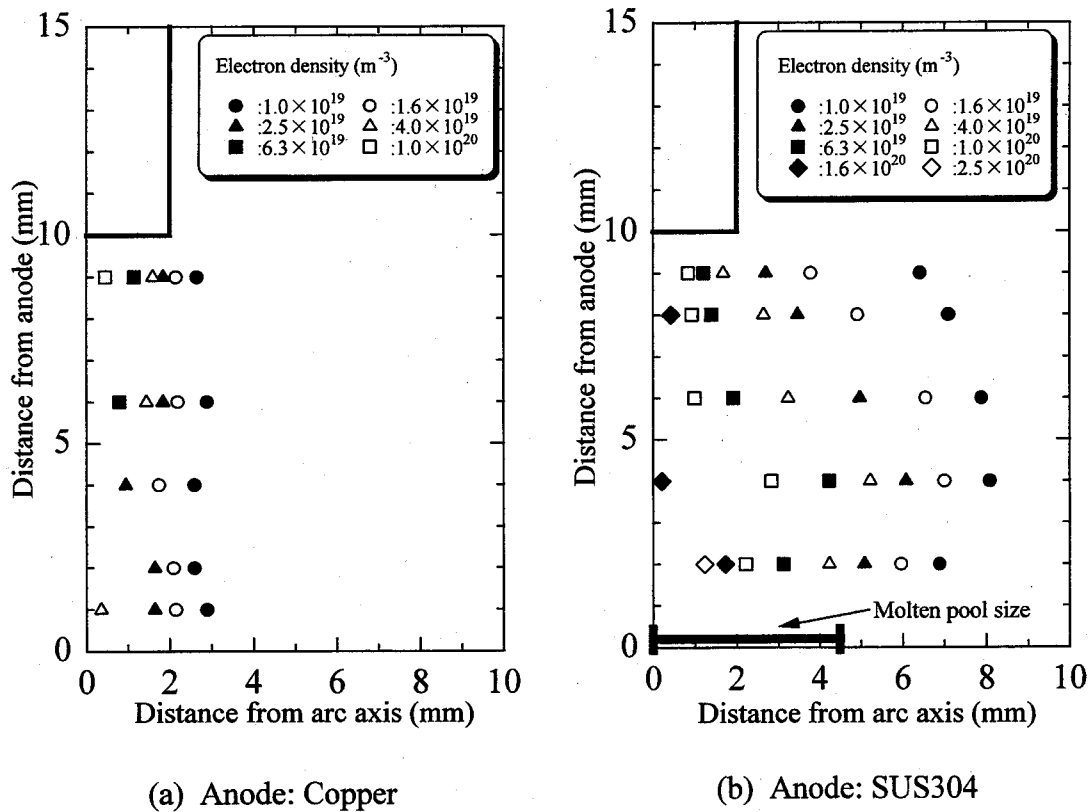 15
10
5
0
Distance from anode (mm)
Electron density (m⁻³)
● :1.0×10¹⁹ ○ :1.6×10¹⁹
▲ :2.5×10¹⁹ △ :4.0×10¹⁹
■ :6.3×10¹⁹ □ :1.0×10²⁰
0 2 4 6 8 10
Distance from arc axis (mm)
(a) Anode: Copper
15
10
5
0
Distance from anode (mm)
Electron density (m⁻³)
● :1.0×10¹⁹ ○ :1.6×10¹⁹
▲ :2.5×10¹⁹ △ :4.0×10¹⁹
■ :6.3×10¹⁹ □ :1.0×10²⁰
◆ :1.6×10²⁰ ◇ :2.5×10²⁰
Molten pool size
0 2 4 6 8 10
Distance from arc axis (mm)
(b) Anode: SUS304